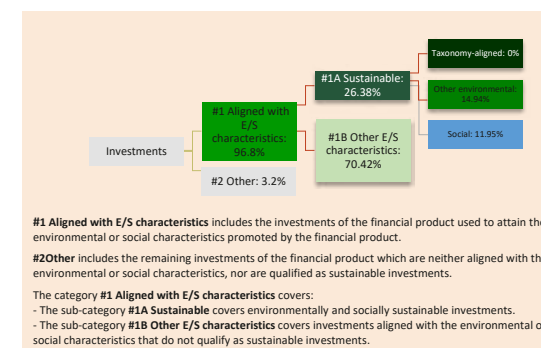 Taxonomy-aligned: 0%
#1A Sustainable:
26.38%
Other environmental:
14.94%
#1 Aligned with
E/S
characteristics:
96.8%
Social: 11.95%
#1B Other E/S
characteristics:
70.42%
Investments
#2 Other: 3.2%
#1 Aligned with E/S characteristics includes the investments of the financial product used to attain the
environmental or social characteristics promoted by the financial product.
#2Other includes the remaining investments of the financial product which are neither aligned with th
environmental or social characteristics, nor are qualified as sustainable investments.
The category #1 Aligned with E/S characteristics covers:
- The sub-category #1A Sustainable covers environmentally and socially sustainable investments.
- The sub-category #1B Other E/S characteristics covers investments aligned with the environmental o
social characteristics that do not qualify as sustainable investments.